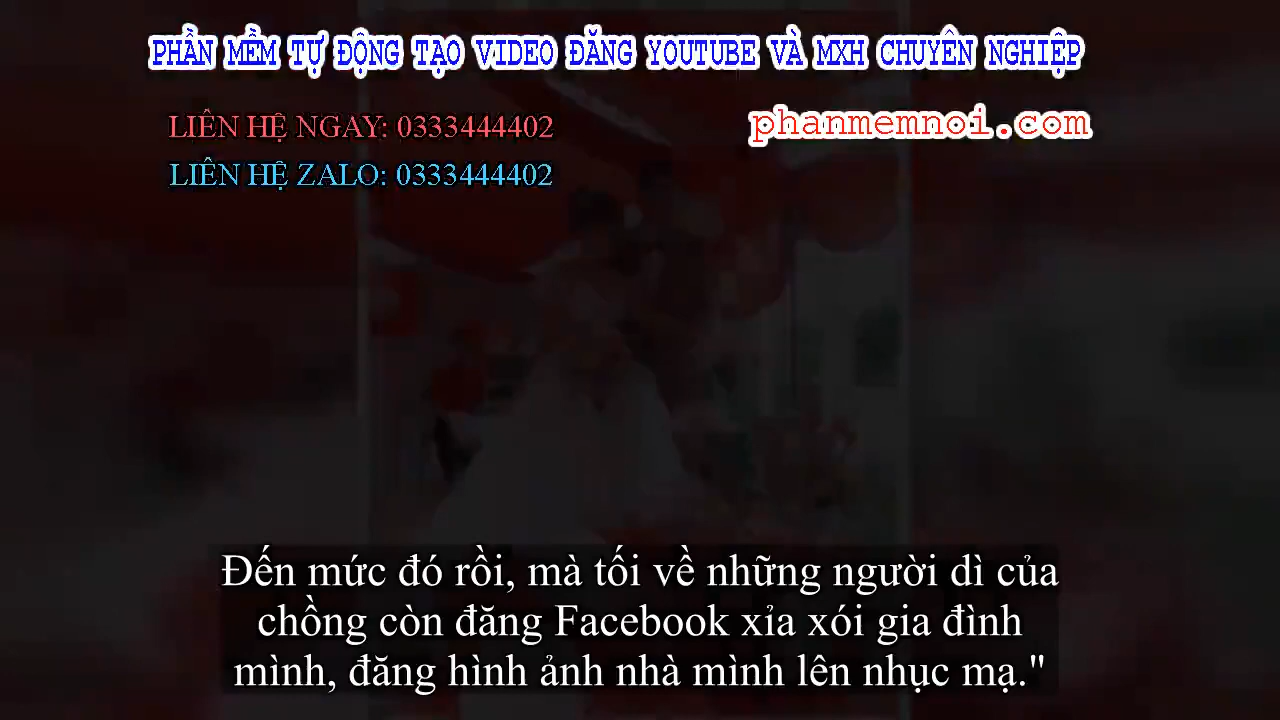 PHẦN MỀM TỰ ĐỘNG TẠO VIDEO ĐĂNG YOUTUBE VÀ MXH CHUYÊN NGHIỆP
LIÊN HỆ NGAY: 0333444402
phanmemnoi.com
LIÊN HỆ ZALO: 0333444402
Đến mức đó rồi, mà tối về những người dì của
chồng còn đăng Facebook xỉa xói gia đình
mình, đăng hình ảnh nhà mình lên nhục mạ."